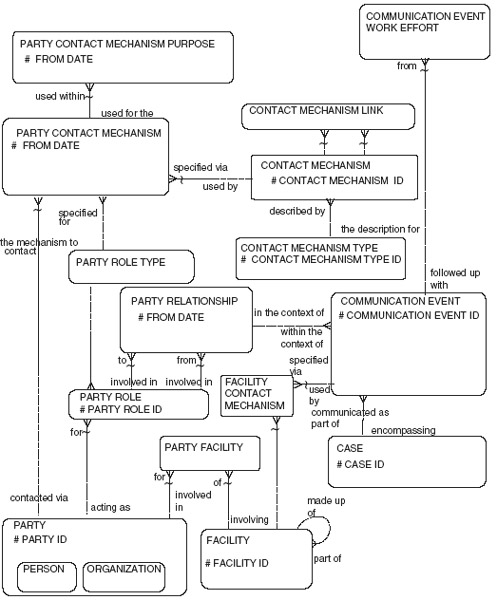 COMMUNICATION EVENT
WORK EFFORT
PARTY CONTACT MECHANISM PURPOSE
# FROM DATE
from
used within
used for the
CONTACT MECHANISM LINK
PARTY CONTACT MECHANISM
# FROM DATE
specified via
used by
CONTACT MECHANISM
# CONTACT MECHANISM ID
specified
for
described by
the description for
the mechanism to
contact
CONTACT MECHANISM TYPE
# CONTACT MECHANISM TYPE ID
PARTY ROLE TYPE
followed up
with
PARTY RELATIONSHIP
# FROM DATE
in the context of
within the
context of
COMMUNICATION EVENT
# COMMUNICATION EVENT ID
to
from
specified
via
involved in
involved in
FACILITY
CONTACT
MECHANISM
used
by
PARTY ROLE
# PARTY ROLE ID
communicated as
part of
for
encompassing
PARTY FACILITY
CASE
# CASE ID
for
of
contacted via
acting as
involved
in
involving
made up
of
PARTY
# PARTY ID
FACILITY
# FACILITY ID
part of
PERSON
ORGANIZATION